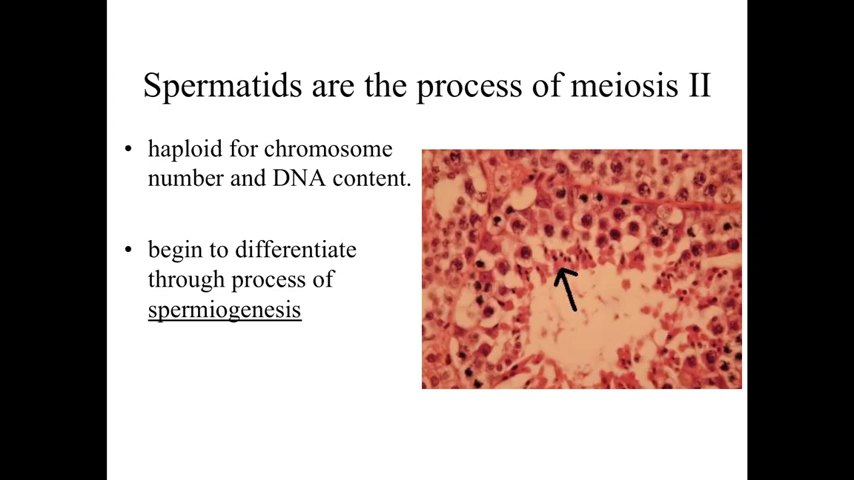 Spermatids are the process of meiosis II
• haploid for chromosome
number and DNA content.
• begin to differentiate
through process of
spermiogenesis